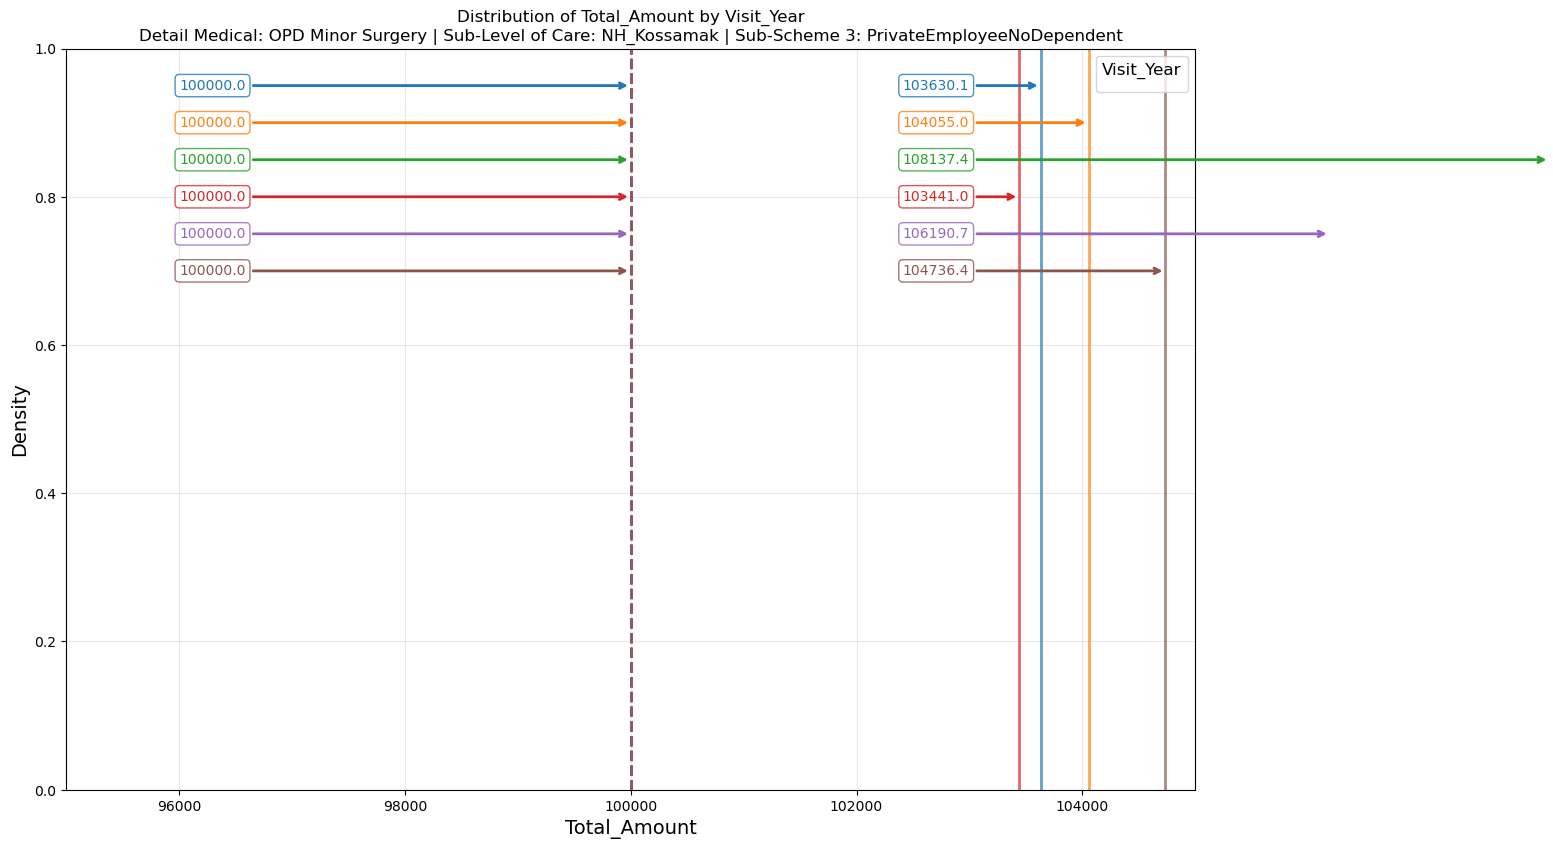 Distribution of Total_Amount by Visit_Year
Detail Medical: OPD Minor Surgery | Sub-Level of Care: NH_Kossamak | Sub-Scheme 3: PrivateEmployeeNoDependent
Visit_Year
100000.0 103630.1
100000.0 104055.0
100000.0 108137.4
100000.0 103441.0
100000.0 106190.7
100000.0 104736.4
1.0
0.8
0.6
0.4
0.2
0.0
Density
96000 98000 100000 102000 104000
Total_Amount